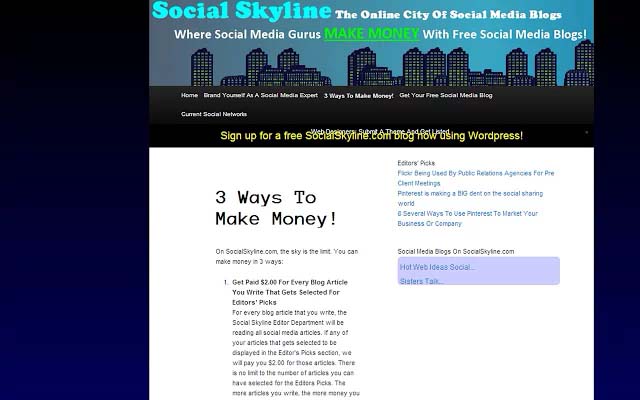 Social Skyline The Online City Of Social Media Blogs
Where Social Media Gurus MAKE MONEY With Free Social Media Blogs!
Home Brand Yourself As A Social Media Expert 3 Ways To Make Money! Get Your Free Social Media Blog
Current Social Networks
Web Designers: Submit A Theme And Get Listed
Sign up for a free SocialSkyline.com blog now using Wordpress!
3 Ways To
Make Money!
On SocialSkyline.com, the sky is the limit. You can
make money in 3 ways:
1. Get Paid $2.00 For Every Blog Article
You Write That Gets Selected For
Editors' Picks
For every blog article that you write, the
Social Skyline Editor Department will be
reading all social media articles. If any of
your articles that gets selected to be
displayed in the Editor's Picks section, we
will pay you $2.00 for those articles. There
is no limit to the number of articles you can
have selected for the Editors Picks. The
more articles you write, the more money you
Editors' Picks
Flickr Being Used By Public Relations Agencies For Pre
Client Meetings
Pinterest is making a BIG dent on the social sharing
world
6 Several Ways To Use Pinterest To Market Your
Business Or Company
Social Media Blogs On SocialSkyline.com
Hot Web Ideas Social...
Sisters Talk...